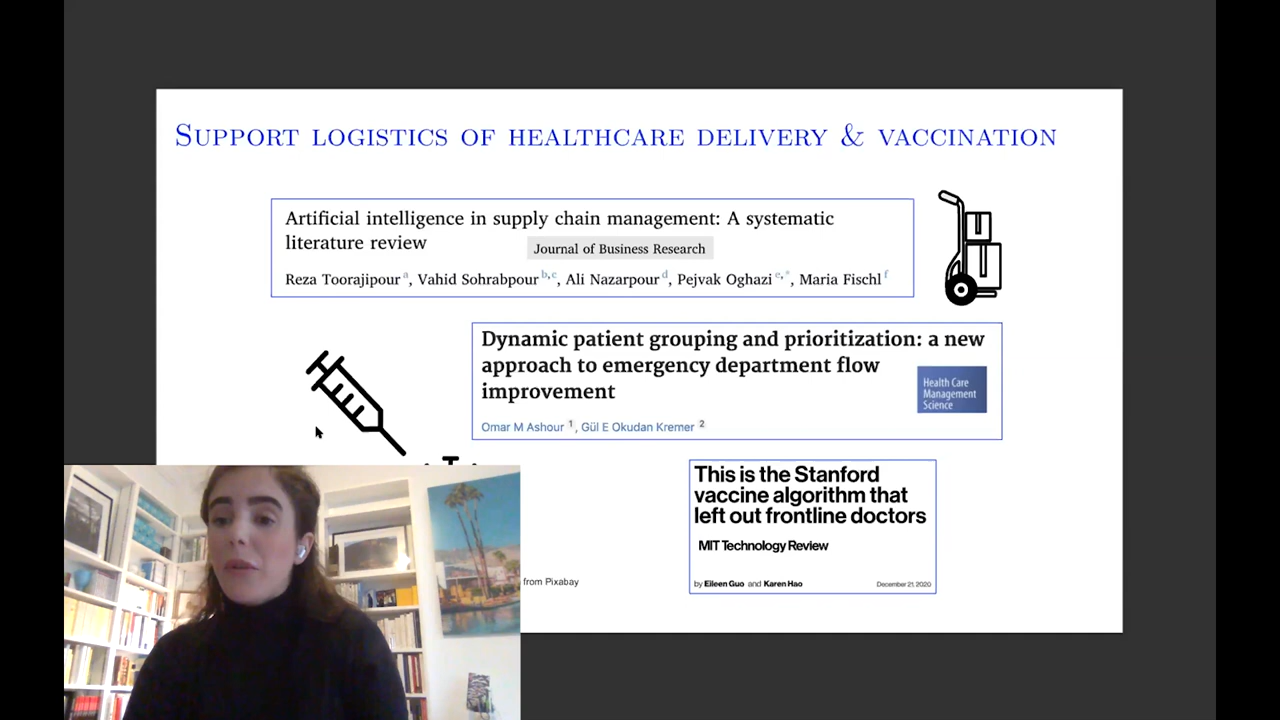 SUPPORT LOGISTICS OF HEALTHCARE DELIVERY & VACCINATION
Artificial intelligence in supply chain management: A systematic
literature review
Journal of Business Research
Reza Toorajipour a, Vahid Sohrabpour b,c, Ali Nazarpour d, Pejvak Oghazi e,*, Maria Fischl f
Dynamic patient grouping and prioritization: a new
approach to emergency department flow
improvement
Health Care
Management
Science
Omar M Ashour 1, Gül E Okudan Kremer 2
This is the Stanford
vaccine algorithm that
left out frontline doctors
MIT Technology Review
by Eileen Guo and Karen Hao
December 21, 2020
from Pixabay